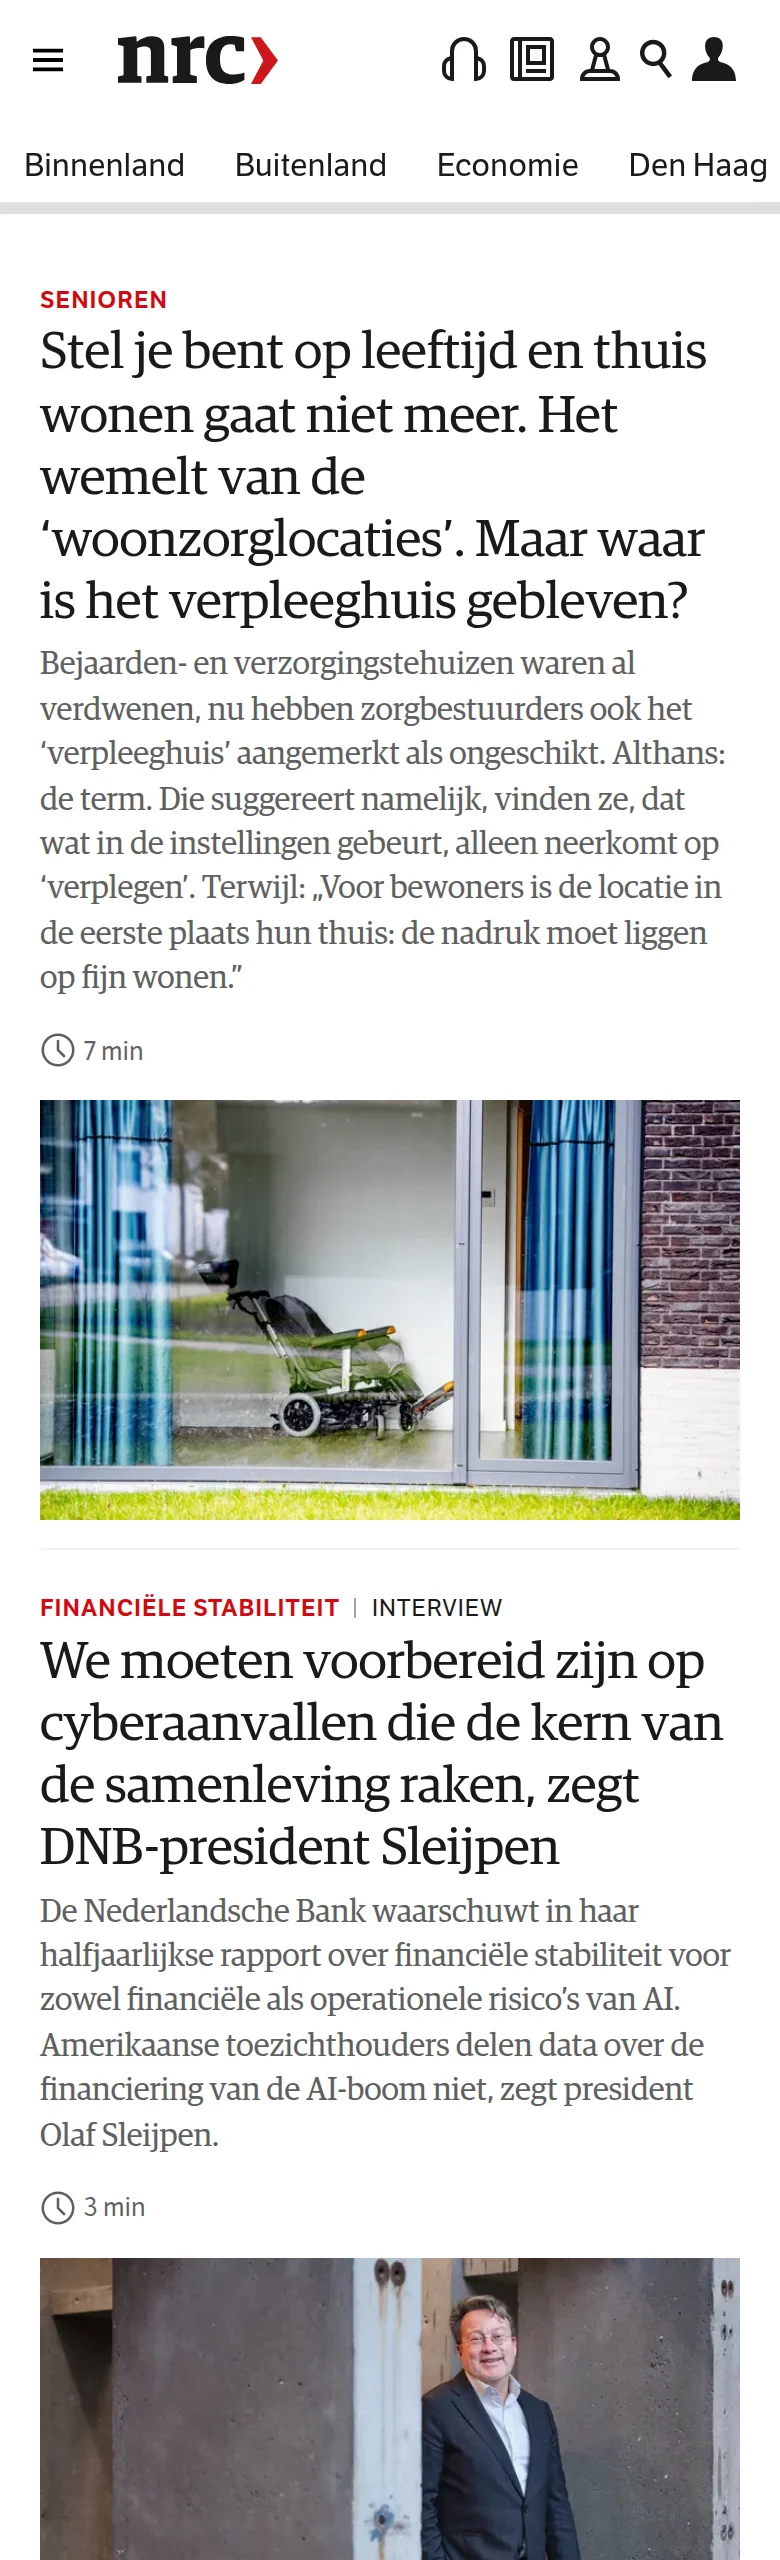 nrc
Binnenland Buitenland Economie Den Haag
SENIOREN
Stel je bent op leeftijd en thuis
wonen gaat niet meer. Het
wemelt van de
‘woonzorglocaties’. Maar waar
is het verpleeghuis gebleven?
Bejaarden- en verzorgingstehuizen waren al
verdwenen, nu hebben zorgbestuurders ook het
‘verpleeghuis’ aangemerkt als ongeschikt. Althans:
de term. Die suggereert namelijk, vinden ze, dat
wat in de instellingen gebeurt, alleen neerkomt op
‘verplegen’. Terwijl: „Voor bewoners is de locatie in
de eerste plaats hun thuis: de nadruk moet liggen
op fijn wonen.”
7 min
FINANCIËLE STABILITEIT | INTERVIEW
We moeten voorbereid zijn op
cyberaanvallen die de kern van
de samenleving raken, zegt
DNB-president Sleijpen
De Nederlandsche Bank waarschuwt in haar
halfjaarlijkse rapport over financiële stabiliteit voor
zowel financiële als operationele risico’s van AI.
Amerikaanse toezichthouders delen data over de
financiering van de AI-boom niet, zegt president
Olaf Sleijpen.
3 min